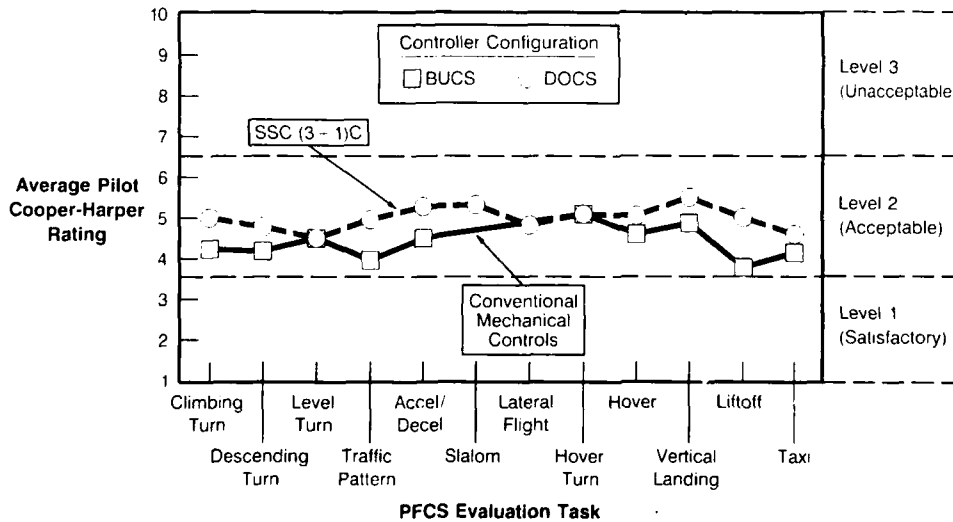 10
9
8
7
6
5
4
3
2
1
Average Pilot
Cooper-Harper
Rating
Controller Configuration
BUCS DOCS
SSC (3 - 1)C
Conventional
Mechanical
Controls
Level 3
(Unacceptable
Level 2
(Acceptable)
Level 1
(Satisfactory)
Climbing
Turn
Descending
Turn
Level
Turn
Traffic
Pattern
Accel/
Decel
Slalom
Lateral
Flight
Hover
Turn
Hover
Vertical
Landing
Liftoff
Taxi
PFCS Evaluation Task